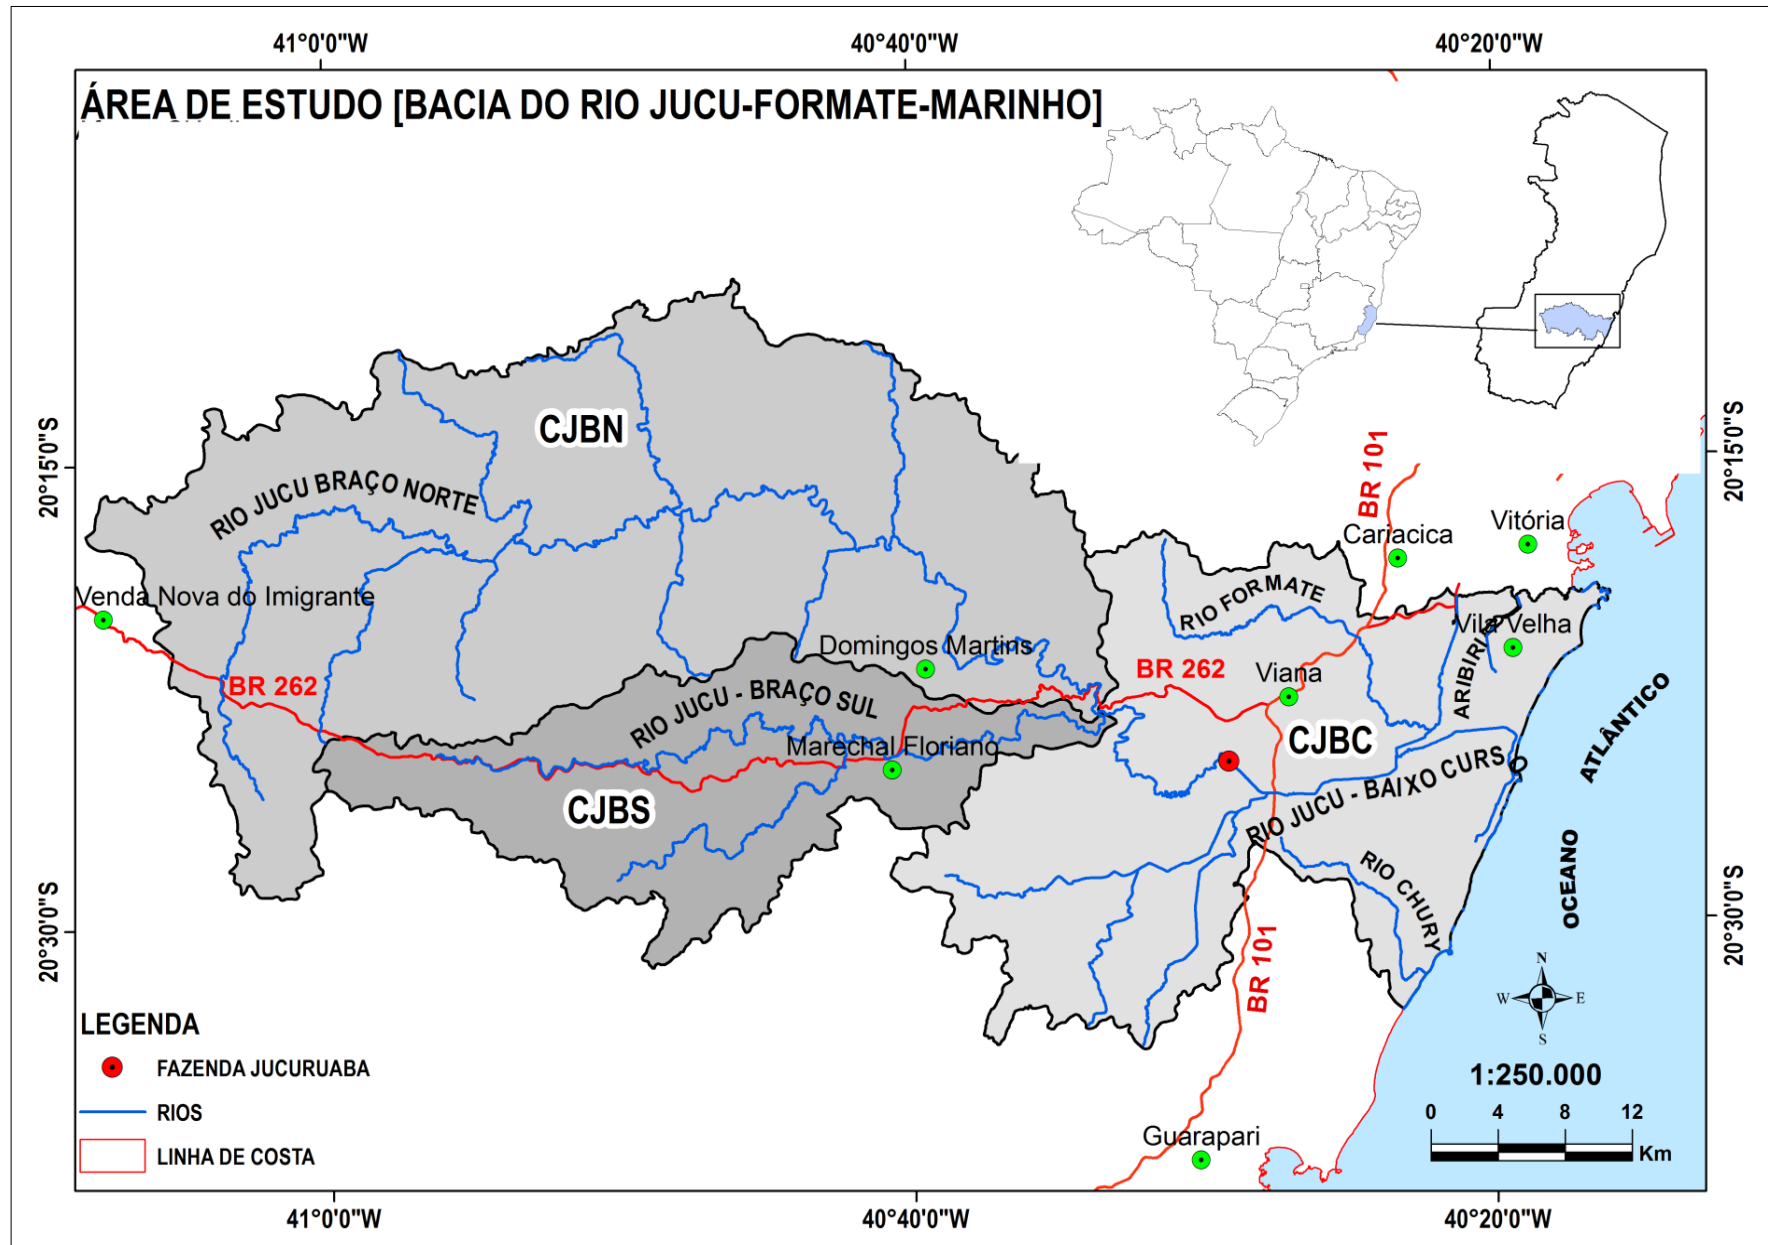 41°0'0"W
40°40'0"W
40°20'0"W
ÁREA DE ESTUDO [BACIA DO RIO JUCU-FORMATE-MARINHO]
20°15'0"S
20°15'0"S
CJBN
RIO JUCU BRAÇO NORTE
BR 101
Cariacica
Vitória
Venda Nova do Imigrante
RIO FORMATE
Vila Velha
Domingos Martins
BR 262
BR 262
Viana
ARIBIRI
RIO JUCU - BRAÇO SUL
Marechal Floriano
CJBC
CJBS
RIO JUCU - BAIXO CURSO
ATLÂNTICO
OCEANO
RIO CHURY
BR 101
20°30'0"S
20°30'0"S
N
W
E
S
LEGENDA
FAZENDA JUCURUABA
RIOS
LINHA DE COSTA
1:250.000
0 4 8 12
Km
Guarapari
41°0'0"W
40°40'0"W
40°20'0"W